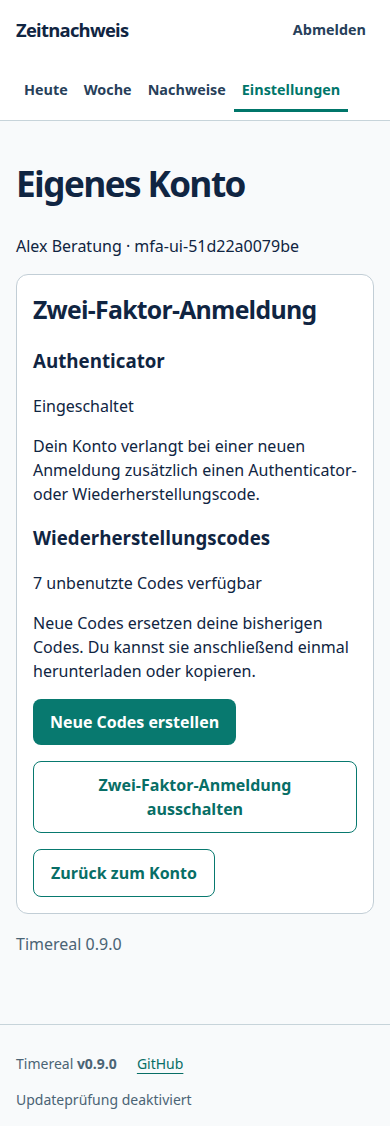 Zeitnachweis
Abmelden
Heute
Woche
Nachweise
Einstellungen
Eigenes Konto
Alex Beratung · mfa-ui-51d22a0079be
Zwei-Faktor-Anmeldung
Authenticator
Eingeschaltet
Dein Konto verlangt bei einer neuen
Anmeldung zusätzlich einen Authenticator-
oder Wiederherstellungscode.
Wiederherstellungscodes
7 unbenutzte Codes verfügbar
Neue Codes ersetzen deine bisherigen
Codes. Du kannst sie anschließend einmal
herunterladen oder kopieren.
Neue Codes erstellen
Zwei-Faktor-Anmeldung
ausschalten
Zurück zum Konto
Timereal 0.9.0
Timereal v0.9.0
GitHub
Updateprüfung deaktiviert